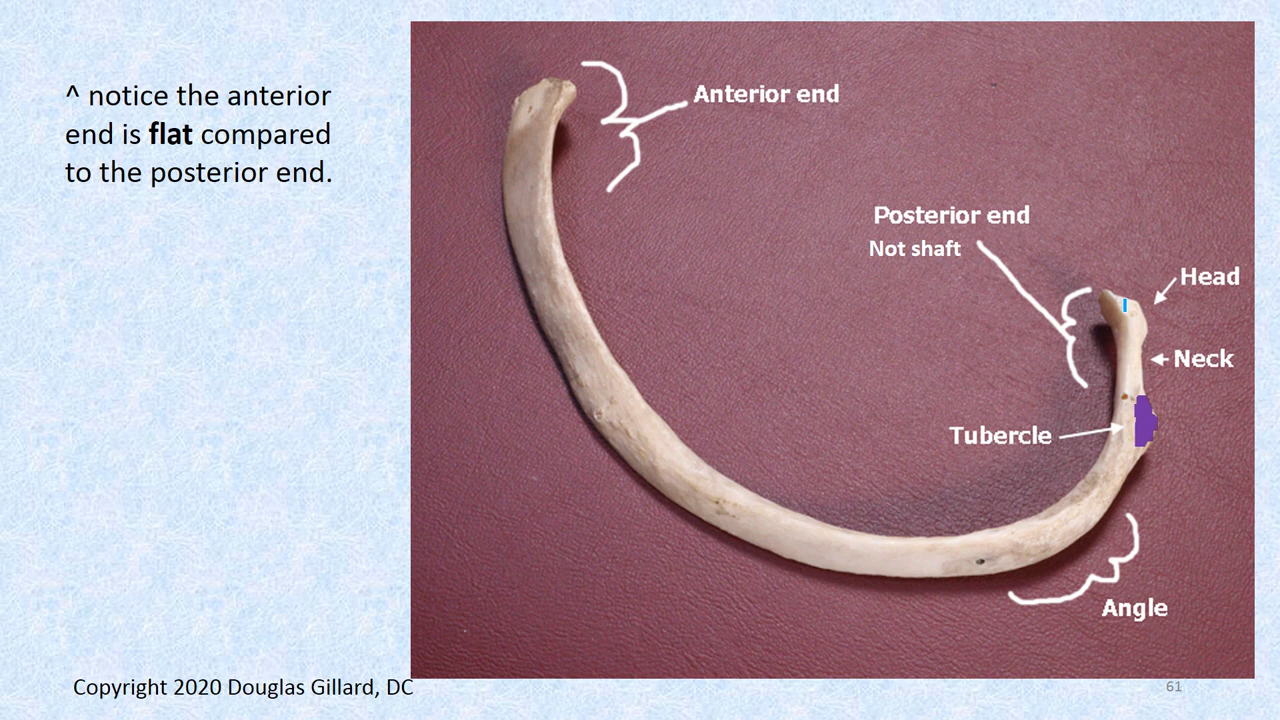 ^ notice the anterior
end is flat compared
to the posterior end.
Anterior end
Posterior end
Not shaft
Head
Neck
Tubercle
Angle
Copyright 2020 Douglas Gillard, DC
61